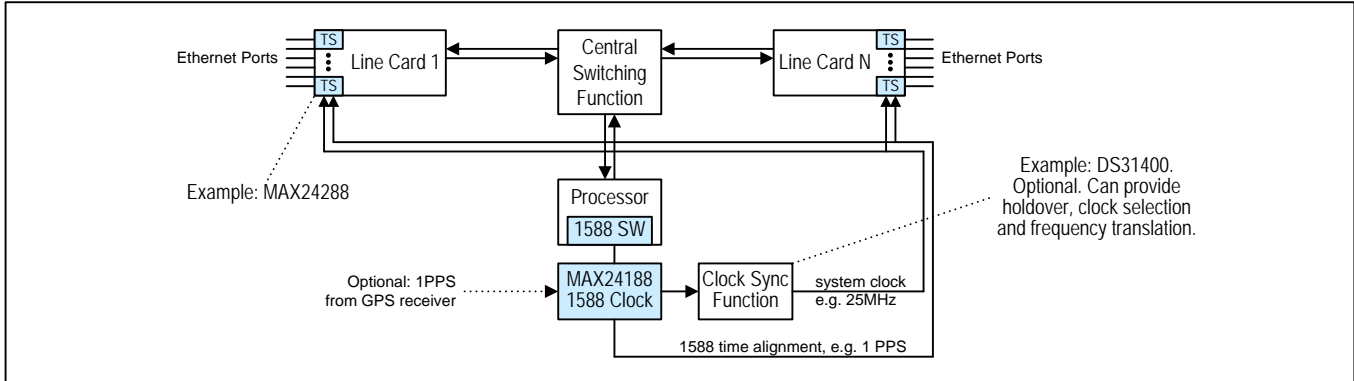 TS
Ethernet Ports
Line Card 1
TS
Central
Switching
Function
TS
Line Card N
Ethernet Ports
TS
Example: MAX24288
Processor
1588 SW
Example: DS31400.
Optional. Can provide
holdover, clock selection
and frequency translation.
Optional: 1PPS
from GPS receiver
MAX24188
1588 Clock
Clock Sync
Function
system clock
e.g. 25MHz
1588 time alignment, e.g. 1 PPS